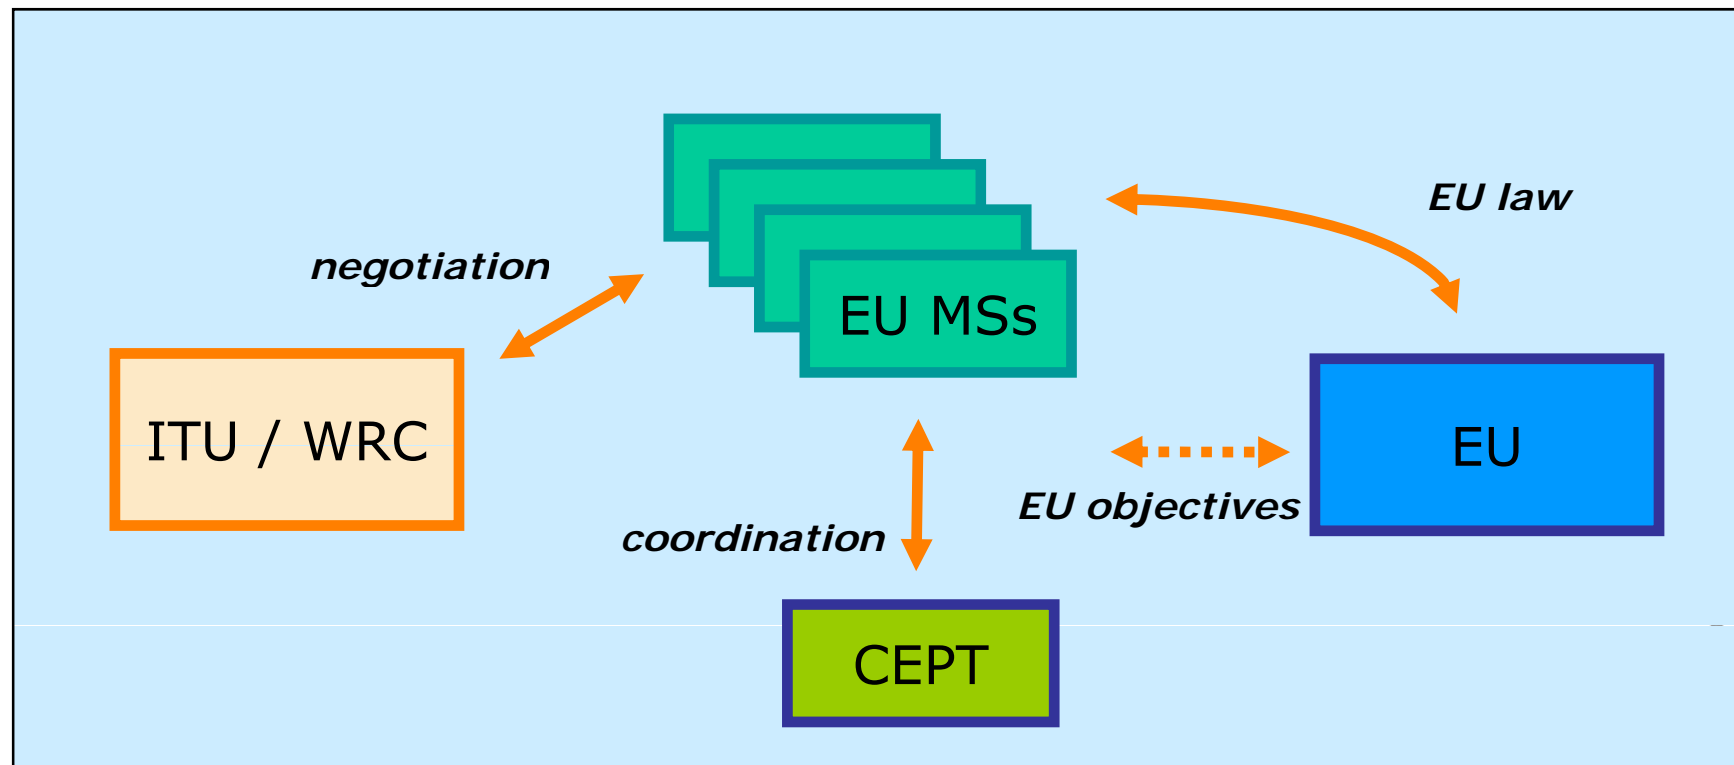 EU law
negotiation
EU MSs
ITU / WRC
EU
EU objectives
coordination
CEPT